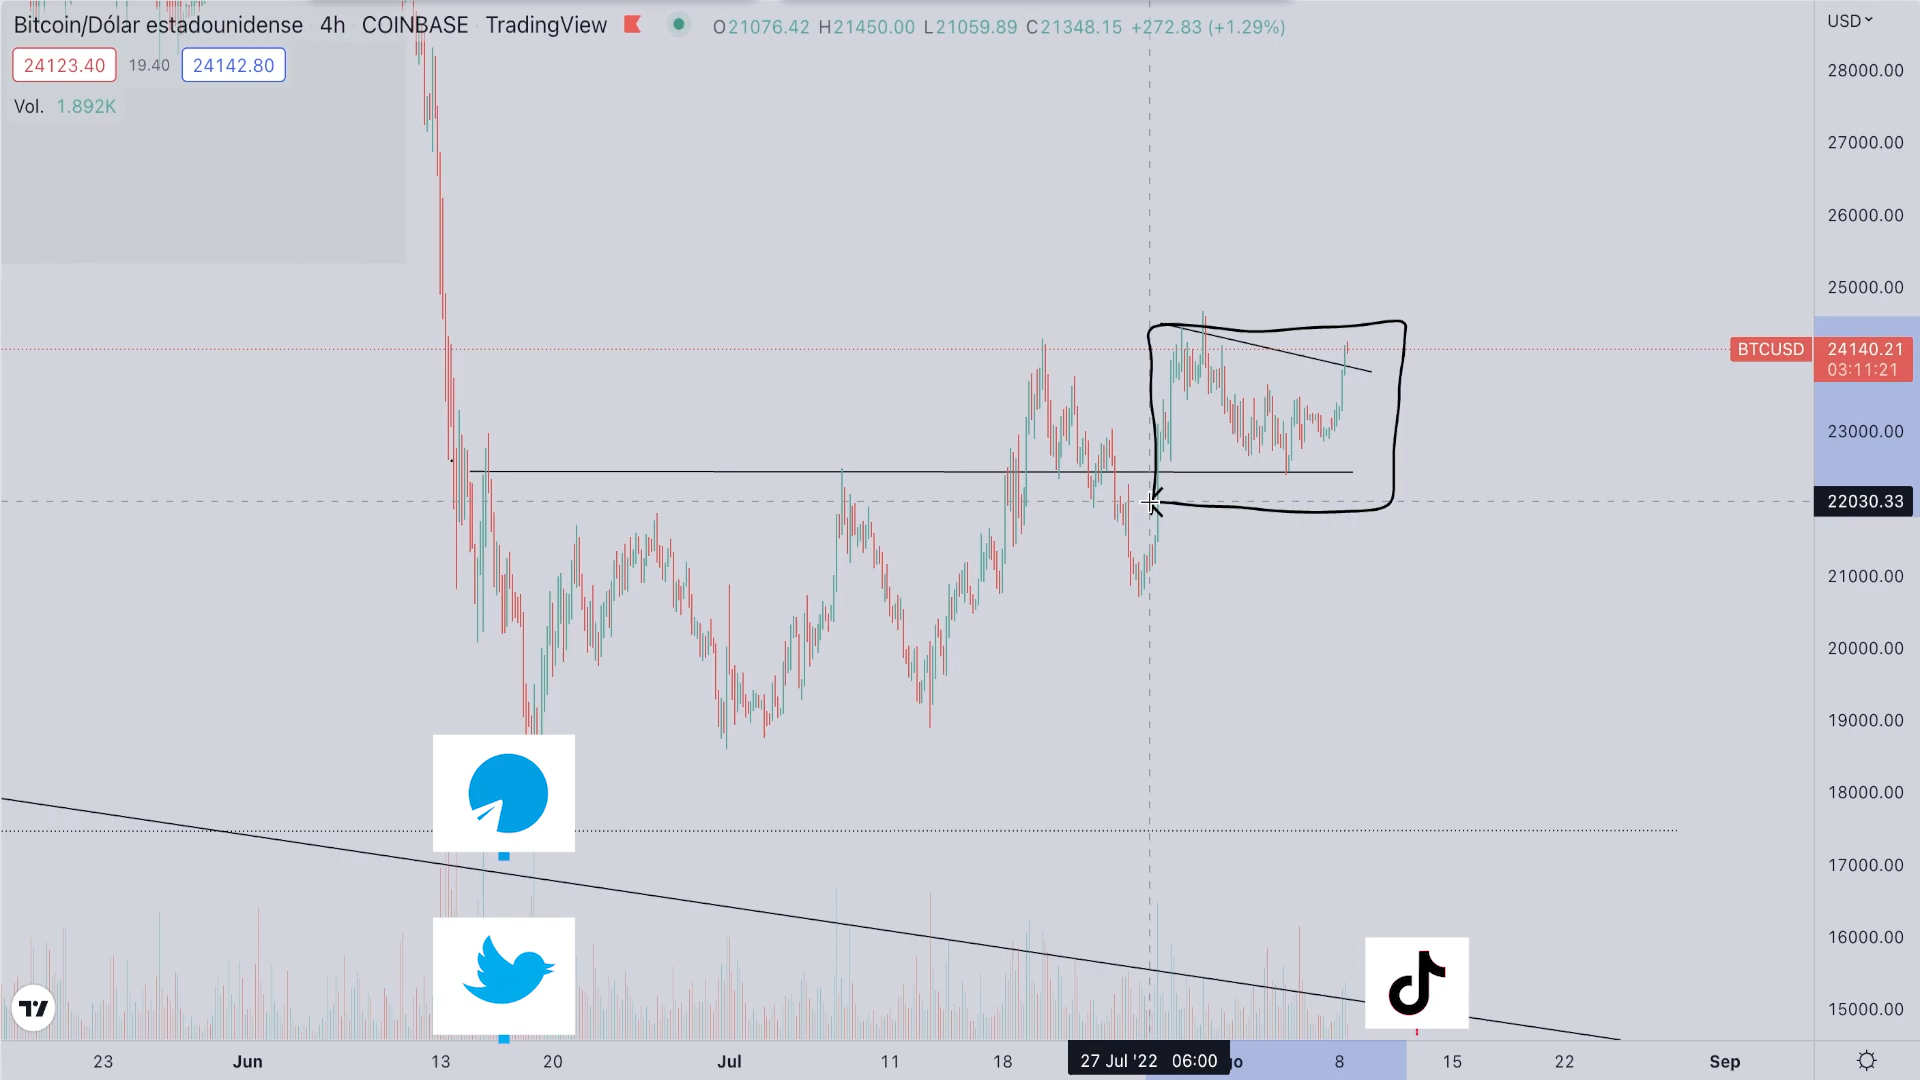 Bitcoin/Dólar estadounidense 4h COINBASE TradingView O21076.42 H21450.00 L21059.89 C21348.15 +272.83 (+1.29%)
USD
24123.40 19.40 24142.80
Vol. 1.892K
28000.00
27000.00
26000.00
25000.00
BTCUSD 24140.21
03:11:21
23000.00
22030.33
21000.00
20000.00
19000.00
18000.00
17000.00
16000.00
15000.00
23 Jun 13 20 Jul 11 18 27 Jul '22 06:00 go 8 15 22 Sep